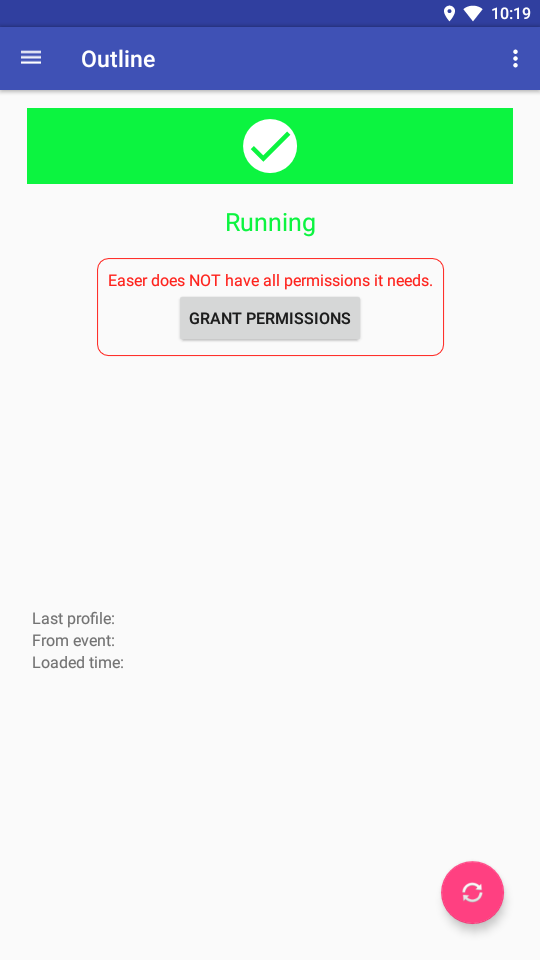 10:19
Outline
Running
Easer does NOT have all permissions it needs.
GRANT PERMISSIONS
Last profile:
From event:
Loaded time: